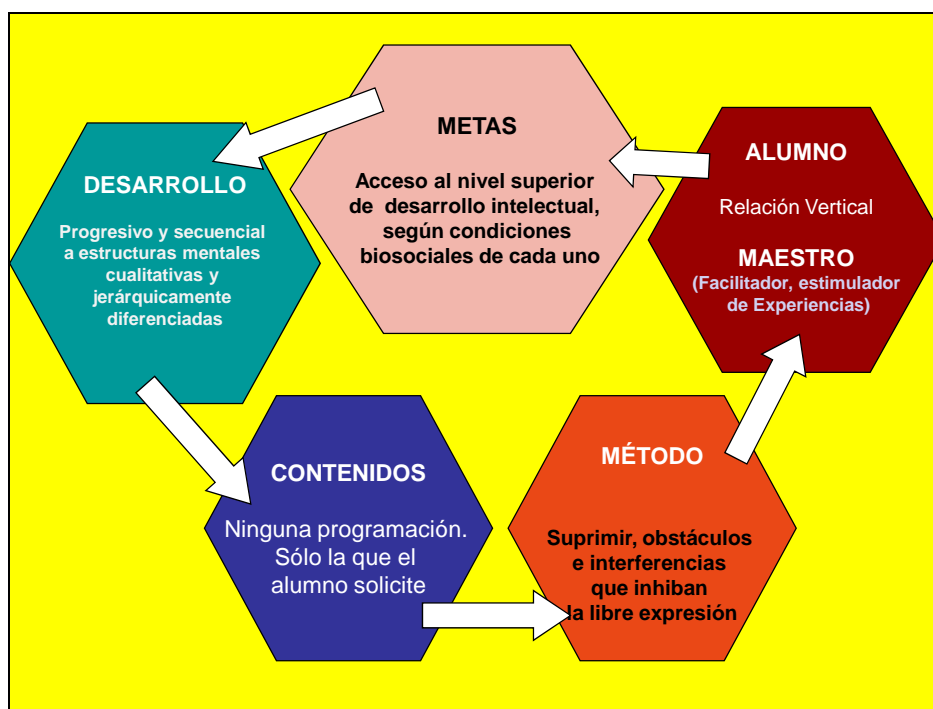 METAS
Acceso al nivel superior
de desarrollo intelectual,
según condiciones
biosociales de cada uno
DESARROLLO
Progresivo y secuencial
a estructuras mentales
cualitativas y
jerárquicamente
diferenciadas
CONTENIDOS
Ninguna programación.
Sólo la que el
alumno solicite
MÉTODO
Suprimir, obstáculos
e interferencias
que inhiban
la libre expresión
ALUMNO
Relación Vertical
MAESTRO
(Facilitador, estimulador
de Experiencias)